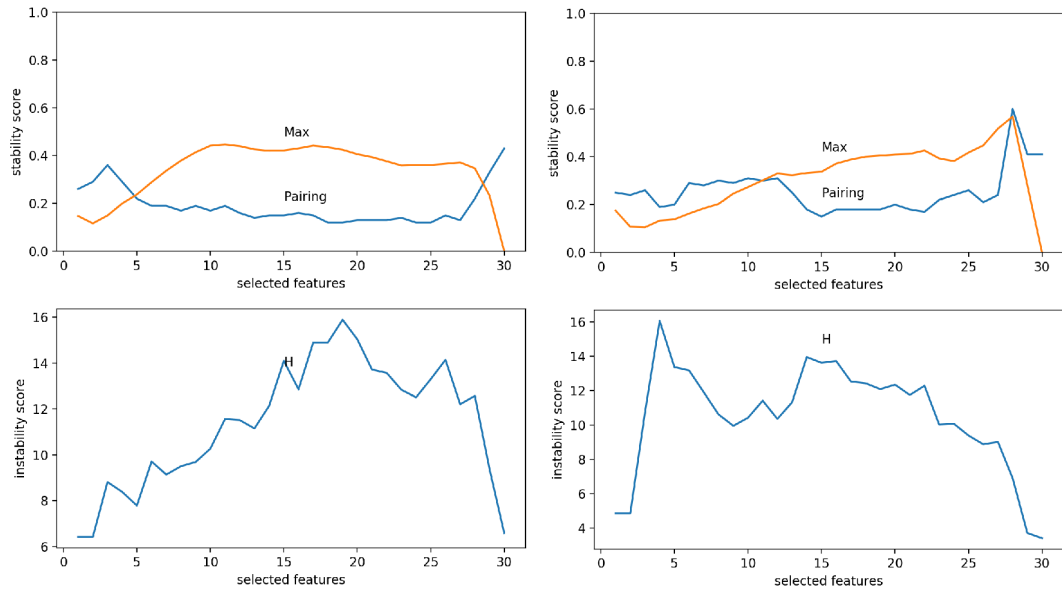 1.0
0.8
0.6
0.4
0.2
0.0
stability score
Max
Pairing
0 5 10 15 20 25 30
selected features
1.0
0.8
0.6
0.4
0.2
0.0
stability score
Max
Pairing
0 5 10 15 20 25 30
selected features
16
14
12
10
8
6
instability score
H
0 5 10 15 20 25 30
selected features
16
14
12
10
8
6
4
instability score
H
0 5 10 15 20 25 30
selected features